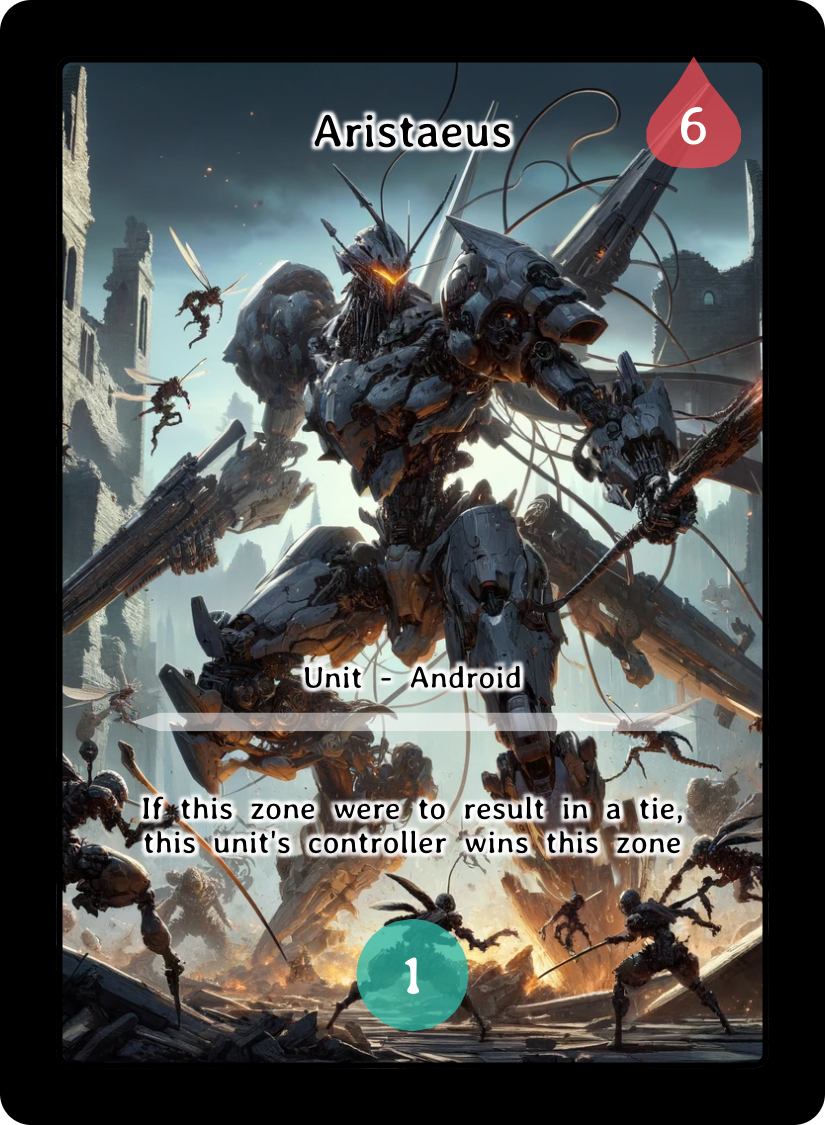 Aristaeus
6
Unit - Android
If this zone were to result in a tie,
this unit's controller wins this zone
1